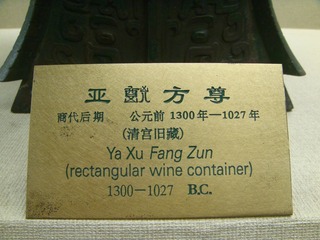 亚 方尊
商代后期 公元前 1300年—1027年
(清宫旧藏)
Ya Xu Fang Zun
(rectangular wine container)
1300—1027 B.C.